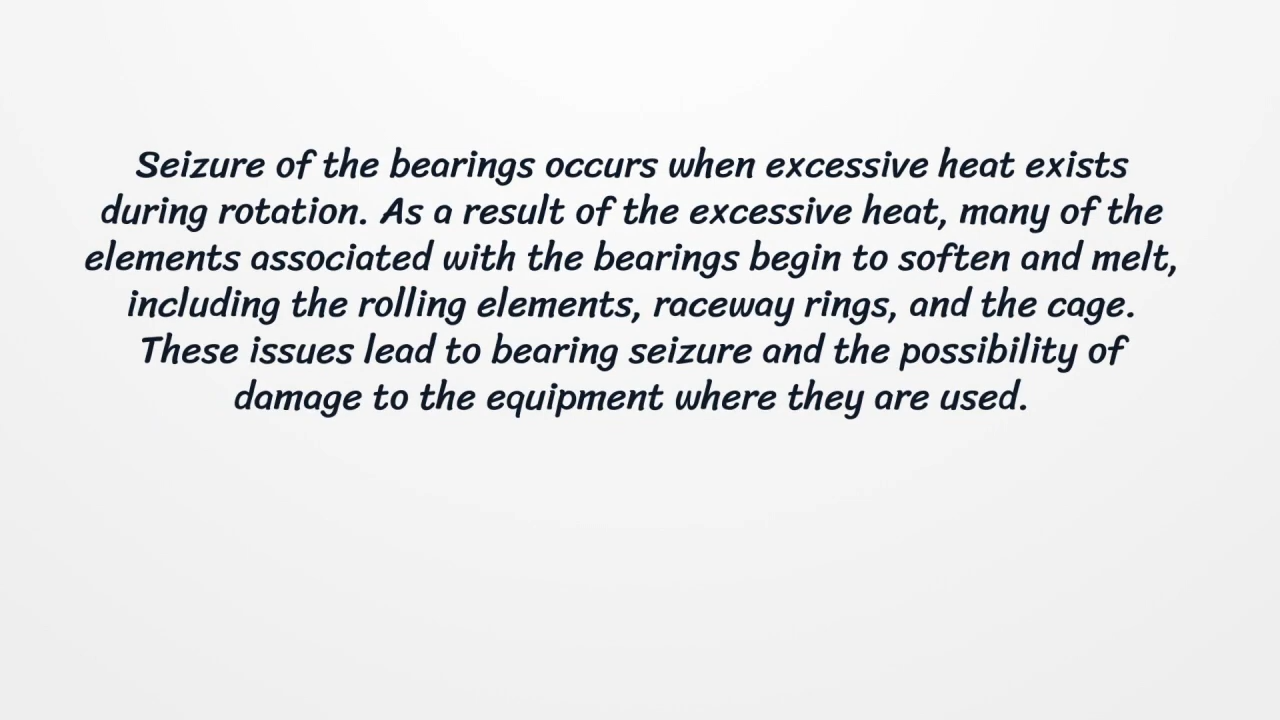 Seizure of the bearings occurs when excessive heat exists
during rotation. As a result of the excessive heat, many of the
elements associated with the bearings begin to soften and melt,
including the rolling elements, raceway rings, and the cage.
These issues lead to bearing seizure and the possibility of
damage to the equipment where they are used.